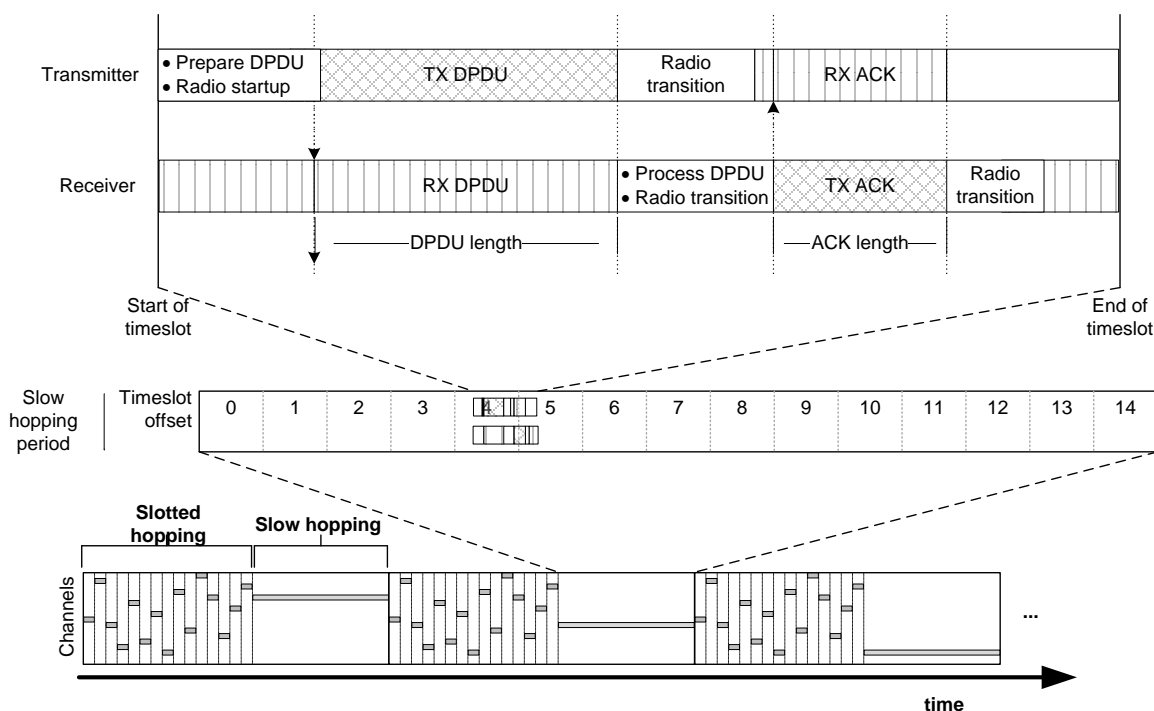 Transmitter
• Prepare DPDU
• Radio startup
TX DPDU
Radio
transition
RX ACK
Receiver
RX DPDU
• Process DPDU
• Radio transition
TX ACK
Radio
transition
DPDU length
ACK length
Start of
timeslot
End of
timeslot
Slow
hopping
period
Timeslot
offset
0 1 2 3 4 5 6 7 8 9 10 11 12 13 14
Slotted
hopping
Slow hopping
Channels
...
time